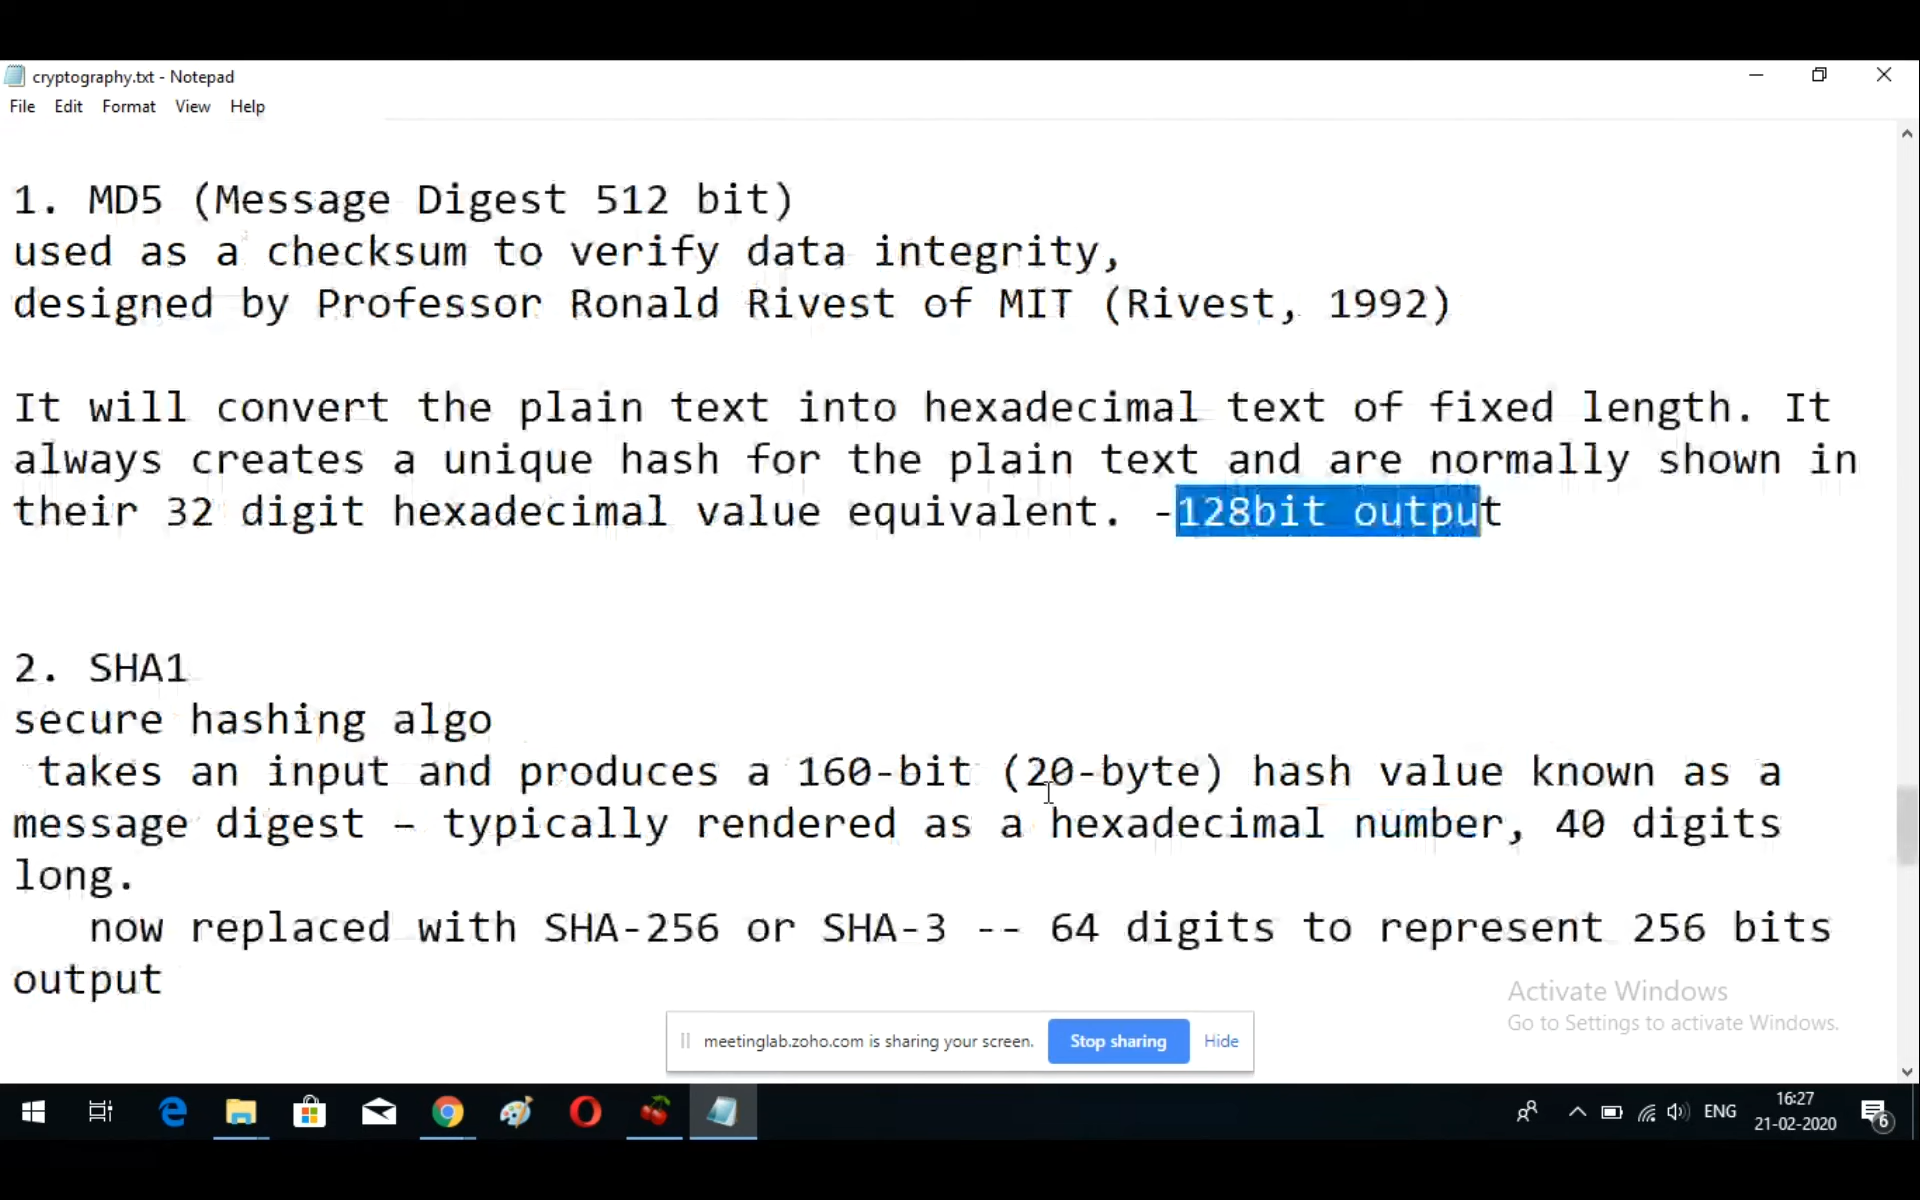 cryptography.txt - Notepad
File Edit Format View Help
1. MD5 (Message Digest 512 bit)
used as a checksum to verify data integrity,
designed by Professor Ronald Rivest of MIT (Rivest, 1992)
It will convert the plain text into hexadecimal text of fixed length. It
always creates a unique hash for the plain text and are normally shown in
their 32 digit hexadecimal value equivalent. -128bit output
2. SHA1
secure hashing algo
takes an input and produces a 160-bit (20-byte) hash value known as a
message digest – typically rendered as a hexadecimal number, 40 digits
long.
now replaced with SHA-256 or SHA-3 -- 64 digits to represent 256 bits
output
Activate Windows
Go to Settings to activate Windows.
meetinglab.zoho.com is sharing your screen. Stop sharing Hide
ENG
16:27
21-02-2020
6